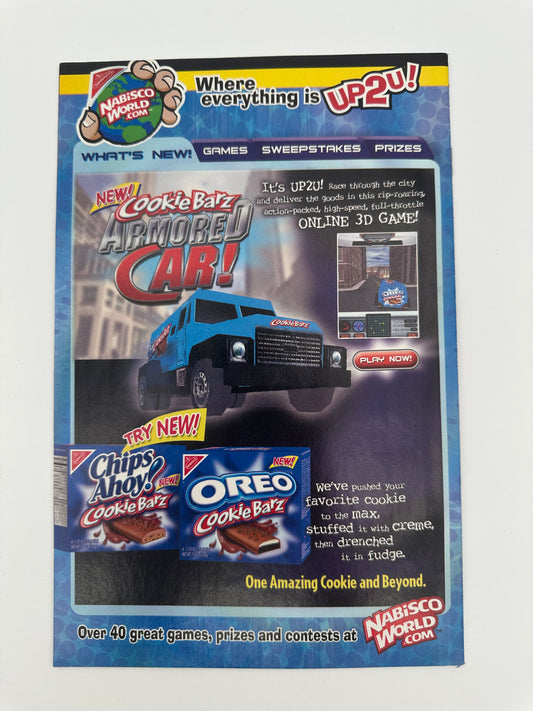 NABISCO
WORLD
.COM
Where
everything is UP2U!
WHAT'S NEW! GAMES SWEEPSTAKES PRIZES
NEW!
CookieBarz
ARMORED
CAR!
It's UP2U! Race through the city
and deliver the goods in this rip-roaring,
action-packed, high-speed, full-throttle
ONLINE 3D GAME!
OREO
CookieBarz
PLAY NOW!
TRY NEW!
Chips
Ahoy!
NEW!
CookieBarz
NEW!
OREO
CookieBarz
We've pushed your
favorite cookie
to the max,
stuffed it with creme,
then drenched
it in fudge.
One Amazing Cookie and Beyond.
Over 40 great games, prizes and contests at
NABISCO
WORLD
.COM